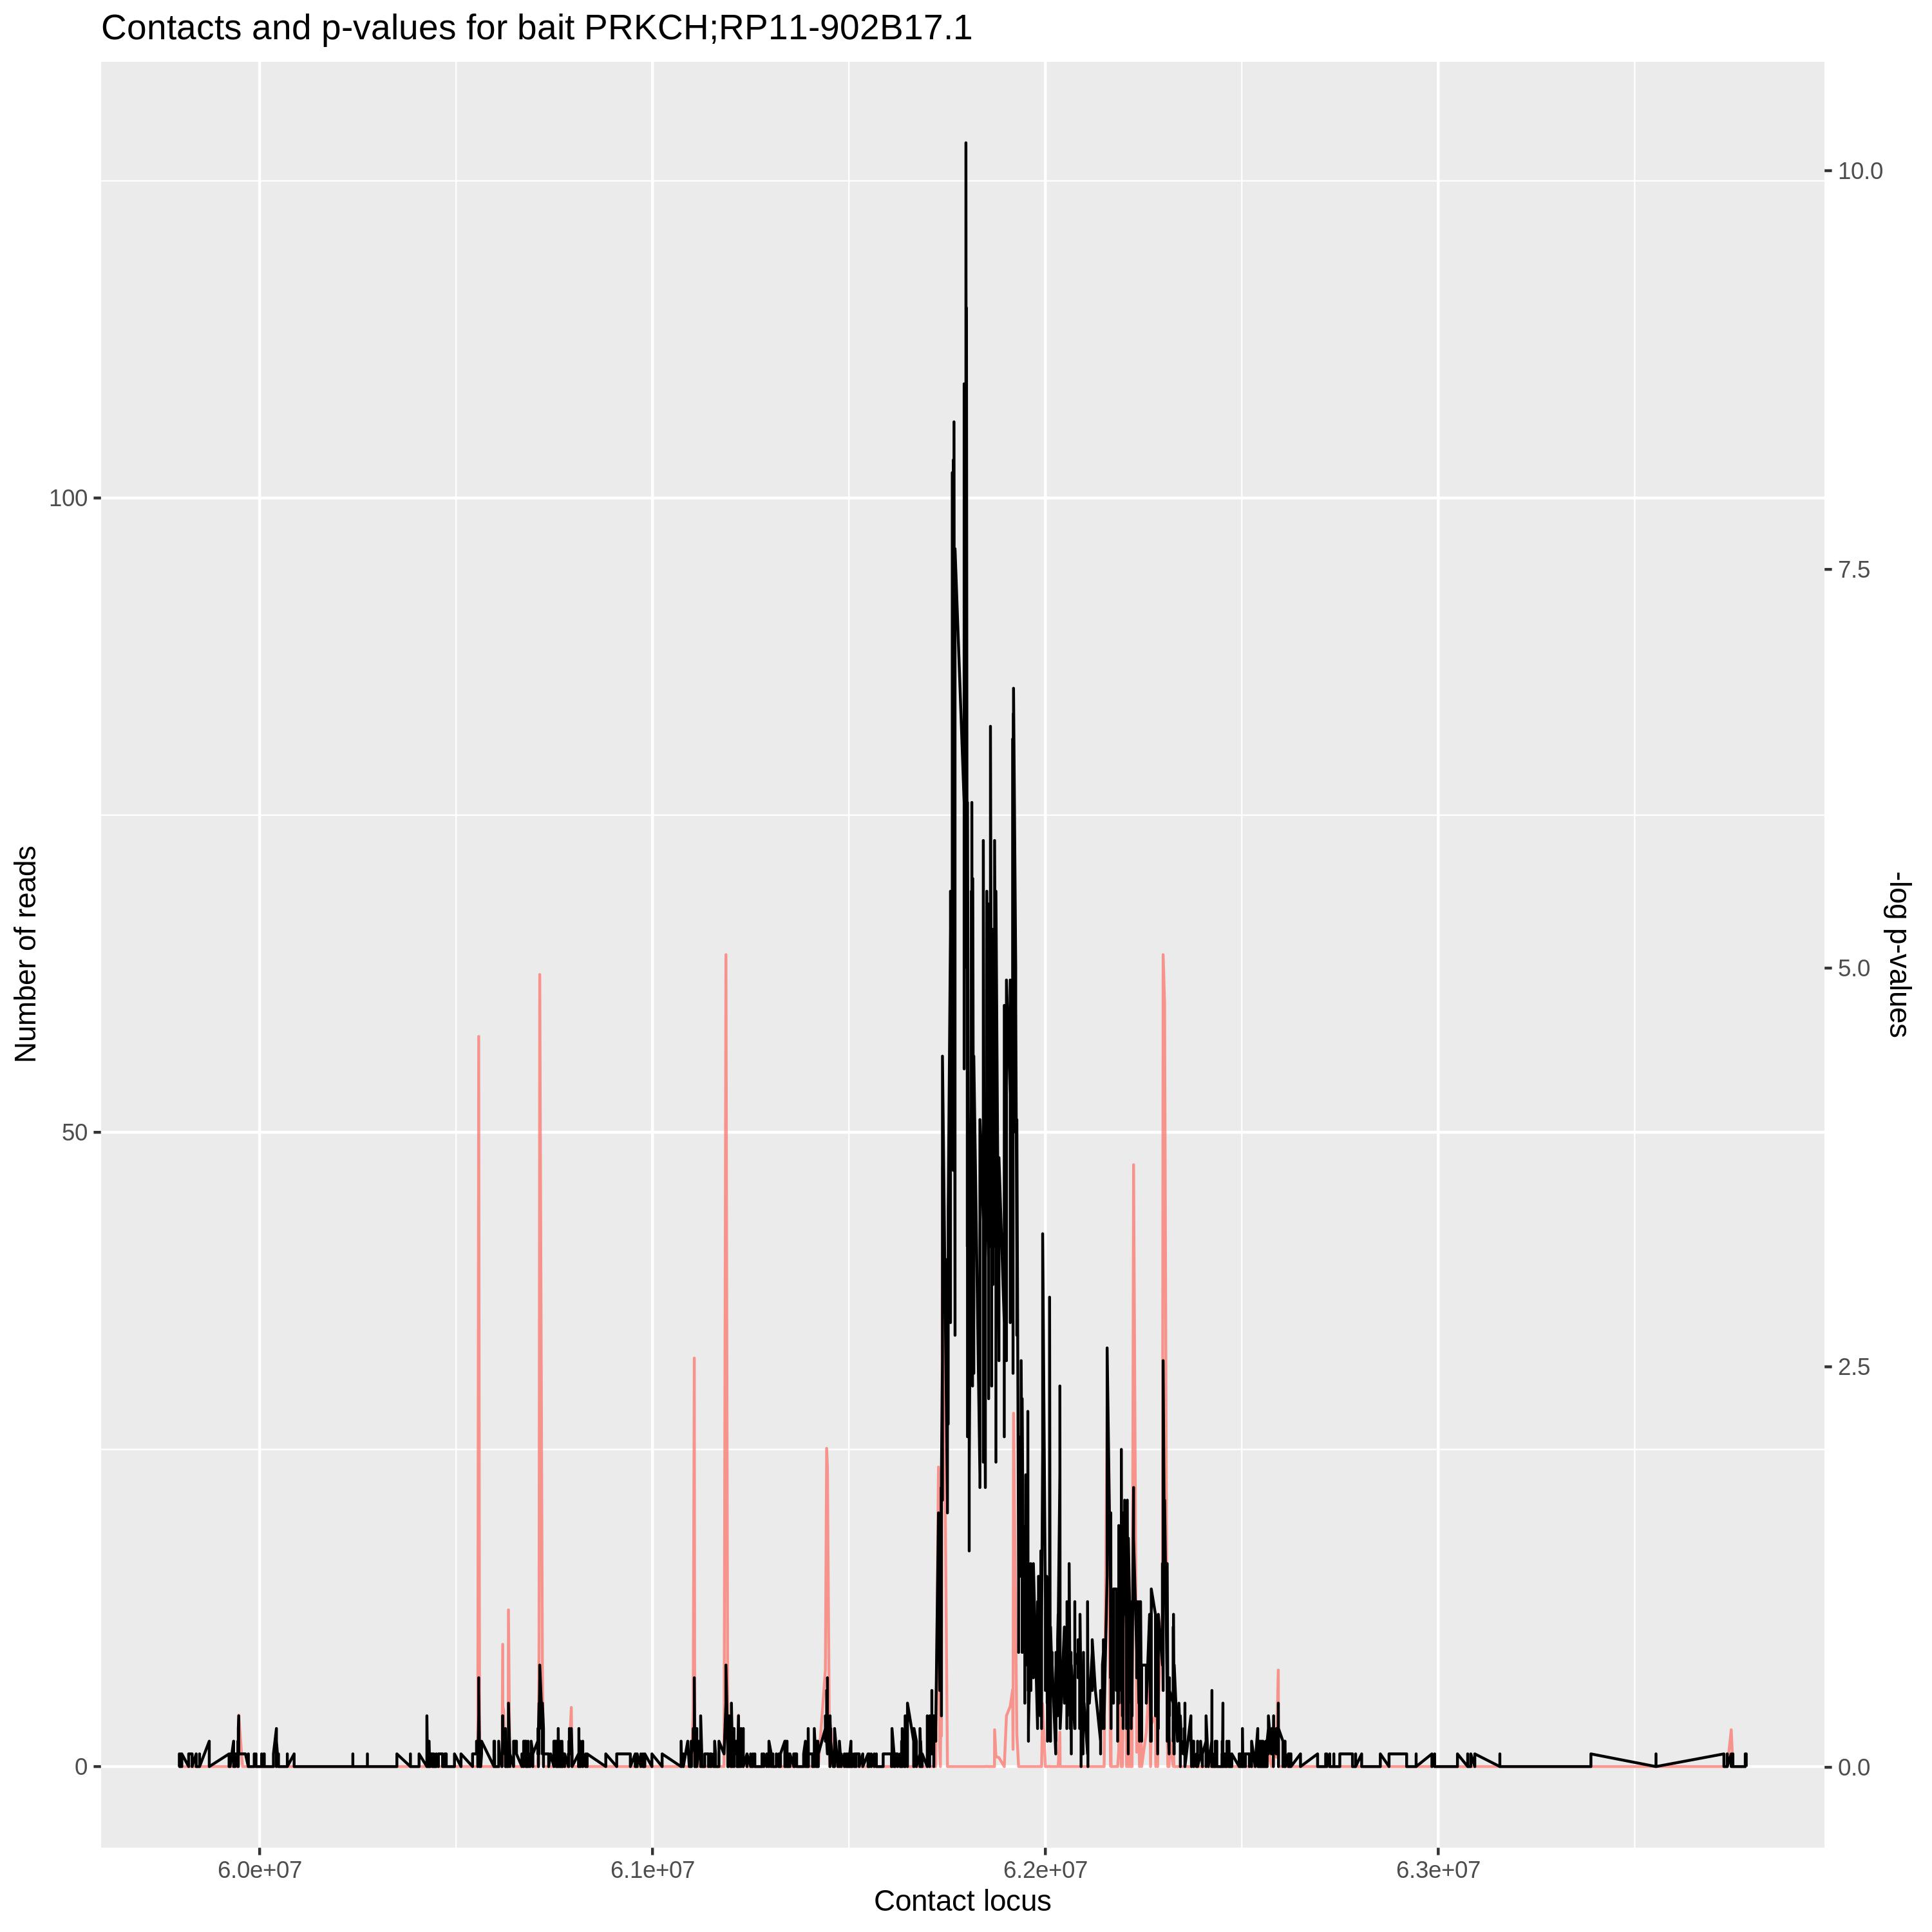 Contacts and p-values for bait PRKCH;RP11-902B17.1
10.0
100
7.5
Number of reads
-log p-values
5.0
50
2.5
0
0.0
6.0e+07 6.1e+07 6.2e+07 6.3e+07
Contact locus